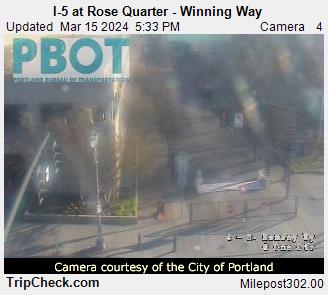 I-5 at Rose Quarter - Winning Way
Updated Mar 15 2024 5:33 PM Camera 4
PBOT
PORTLAND BUREAU OF TRANSPORTATION
Camera courtesy of the City of Portland
TripCheck.com Milepost302.00